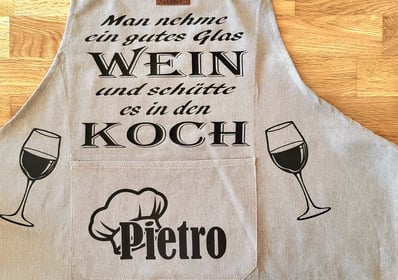 Man nehme
ein gutes Glas
WEIN
und schütte
es in den
KOCH
Pietro